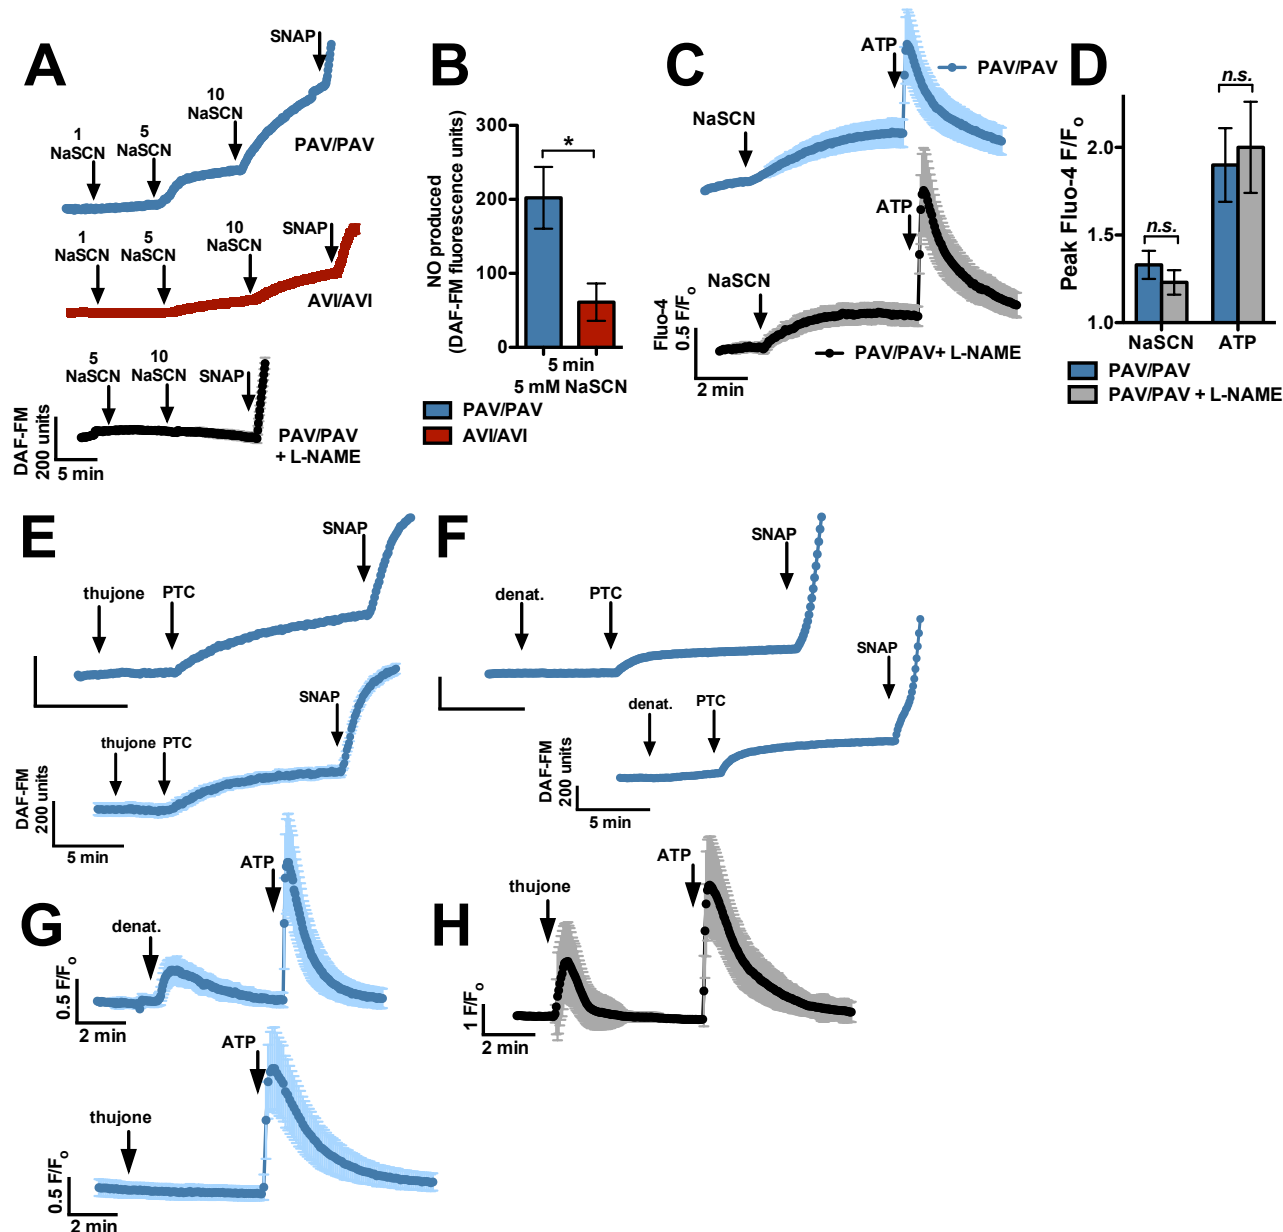 A
SNAP
10
NaSCN
1
NaSCN
5
NaSCN
PAV/PAV
1
NaSCN
5
NaSCN
10
NaSCN
SNAP
AVI/AVI
5
NaSCN
10
NaSCN
SNAP
DAF-FM
200 units
5 min
PAV/PAV
+ L-NAME
B
NO produced
(DAF-FM fluorescence units)
300
200
100
0
*
5 min
5 mM NaSCN
PAV/PAV
AVI/AVI
C
ATP
PAV/PAV
NaSCN
ATP
NaSCN
Fluo-4
0.5 F/Fo
2 min
PAV/PAV+ L-NAME
D
Peak Fluo-4 F/Fo
2.0
1.5
1.0
n.s.
n.s.
NaSCN
ATP
PAV/PAV
PAV/PAV + L-NAME
E
SNAP
thujone
PTC
SNAP
thujone
PTC
DAF-FM
200 units
5 min
F
SNAP
denat.
PTC
SNAP
denat.
PTC
DAF-FM
200 units
5 min
G
ATP
denat.
0.5 F/Fo
2 min
ATP
thujone
0.5 F/Fo
2 min
H
ATP
thujone
1 F/Fo
2 min